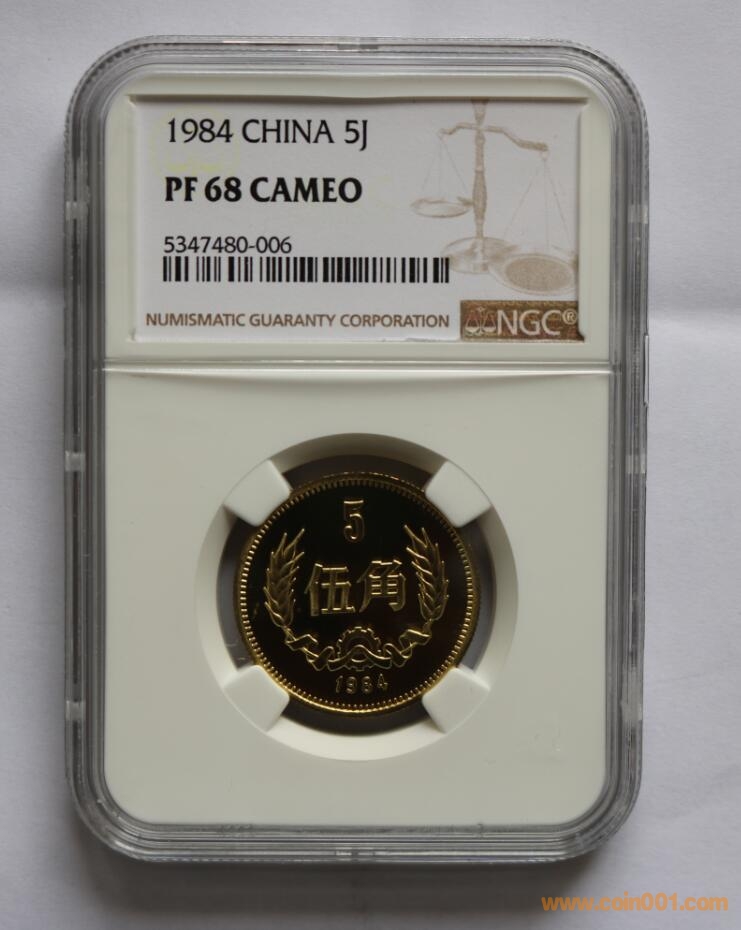 1984 CHINA 5J
PF 68 CAMEO
5347480-006
NUMISMATIC GUARANTY CORPORATION
NGC®
5
伍角
1984
www.coin001.com